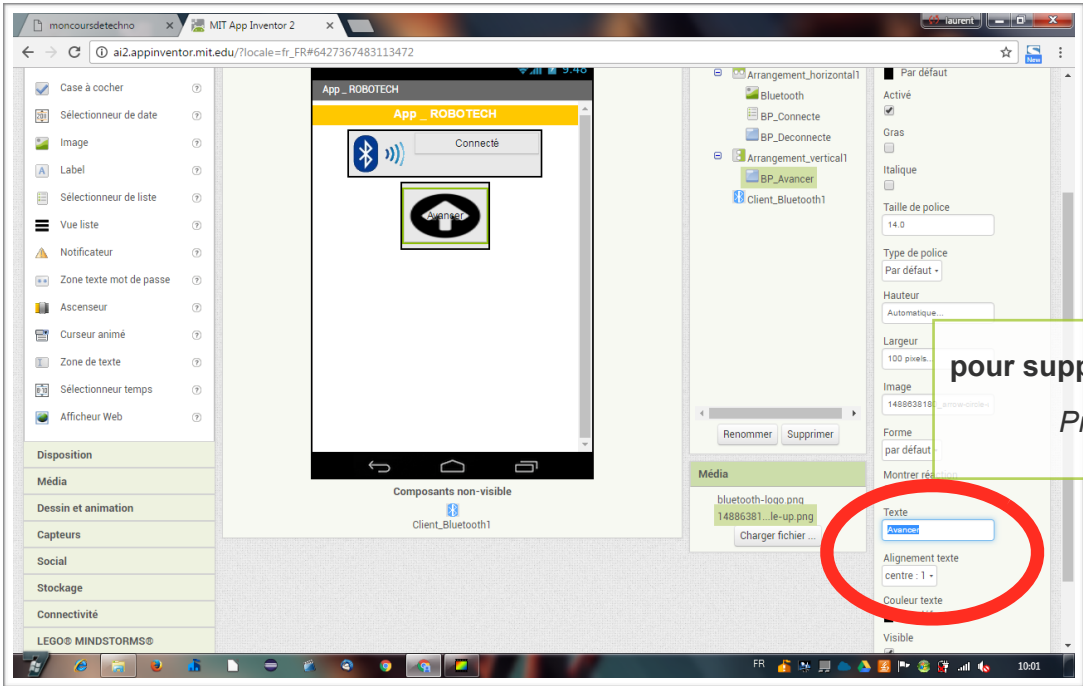 moncoursdetechno
MIT App Inventor 2
laurent
ai2.appinventor.mit.edu/?locale=fr_FR#6427367483113472
New
Case à cocher
Sélectionneur de date
Image
Label
Sélectionneur de liste
Vue liste
Notificateur
Zone texte mot de passe
Ascenseur
Curseur animé
Zone de texte
Sélectionneur temps
Afficheur Web
Disposition
Média
Dessin et animation
Capteurs
Social
Stockage
Connectivité
LEGO® MINDSTORMS®
9:48
App _ ROBOTECH
App _ ROBOTECH
Connecté
Avancer
Composants non-visible
Client_Bluetooth1
Arrangement_horizontal1
Bluetooth
BP_Connecte
BP_Deconnecte
Arrangement_vertical1
BP_Avancer
Client_Bluetooth1
Renommer Supprimer
Média
bluetooth-logo.png
14886381...le-up.png
Charger fichier ...
Par défaut
Activé
Gras
Italique
Taille de police
14.0
Type de police
Par défaut
Hauteur
Automatique...
Largeur
100 pixels...
Image
Forme
par défaut
Montrer réaction
Texte
Avancer
Alignement texte
centre : 1
Couleur texte
Visible
pour supp
Pr
FR
10:01